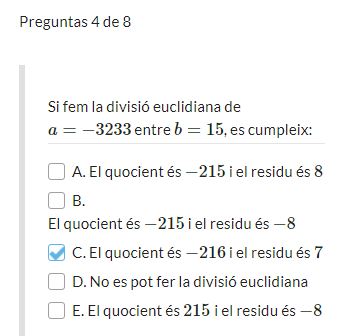 Preguntas 4 de 8
Si fem la divisió euclidiana de
a = −3233 entre b = 15, es cumpleix:
A. El quocient és −215 i el residu és 8
B.
El quocient és −215 i el residu és −8
C. El quocient és −216 i el residu és 7
D. No es pot fer la divisió euclidiana
E. El quocient és 215 i el residu és −8